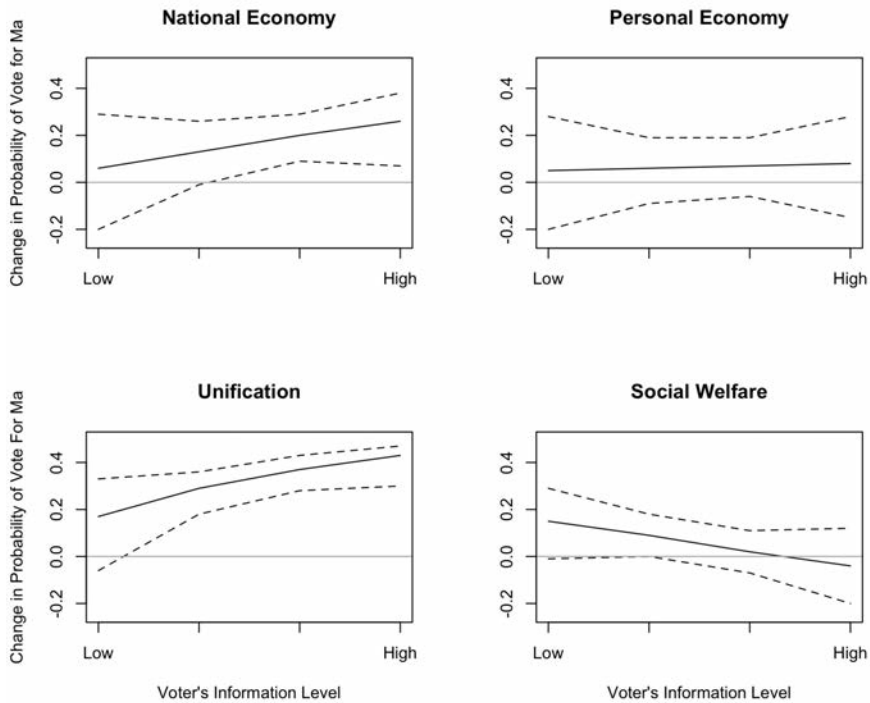 National Economy
Change in Probability of Vote for Ma
0.4
0.2
0.0
-0.2
Low
High
Personal Economy
0.4
0.2
0.0
-0.2
Low
High
Unification
Change in Probability of Vote For Ma
0.4
0.2
0.0
-0.2
Low
High
Voter's Information Level
Social Welfare
0.4
0.2
0.0
-0.2
Low
High
Voter's Information Level